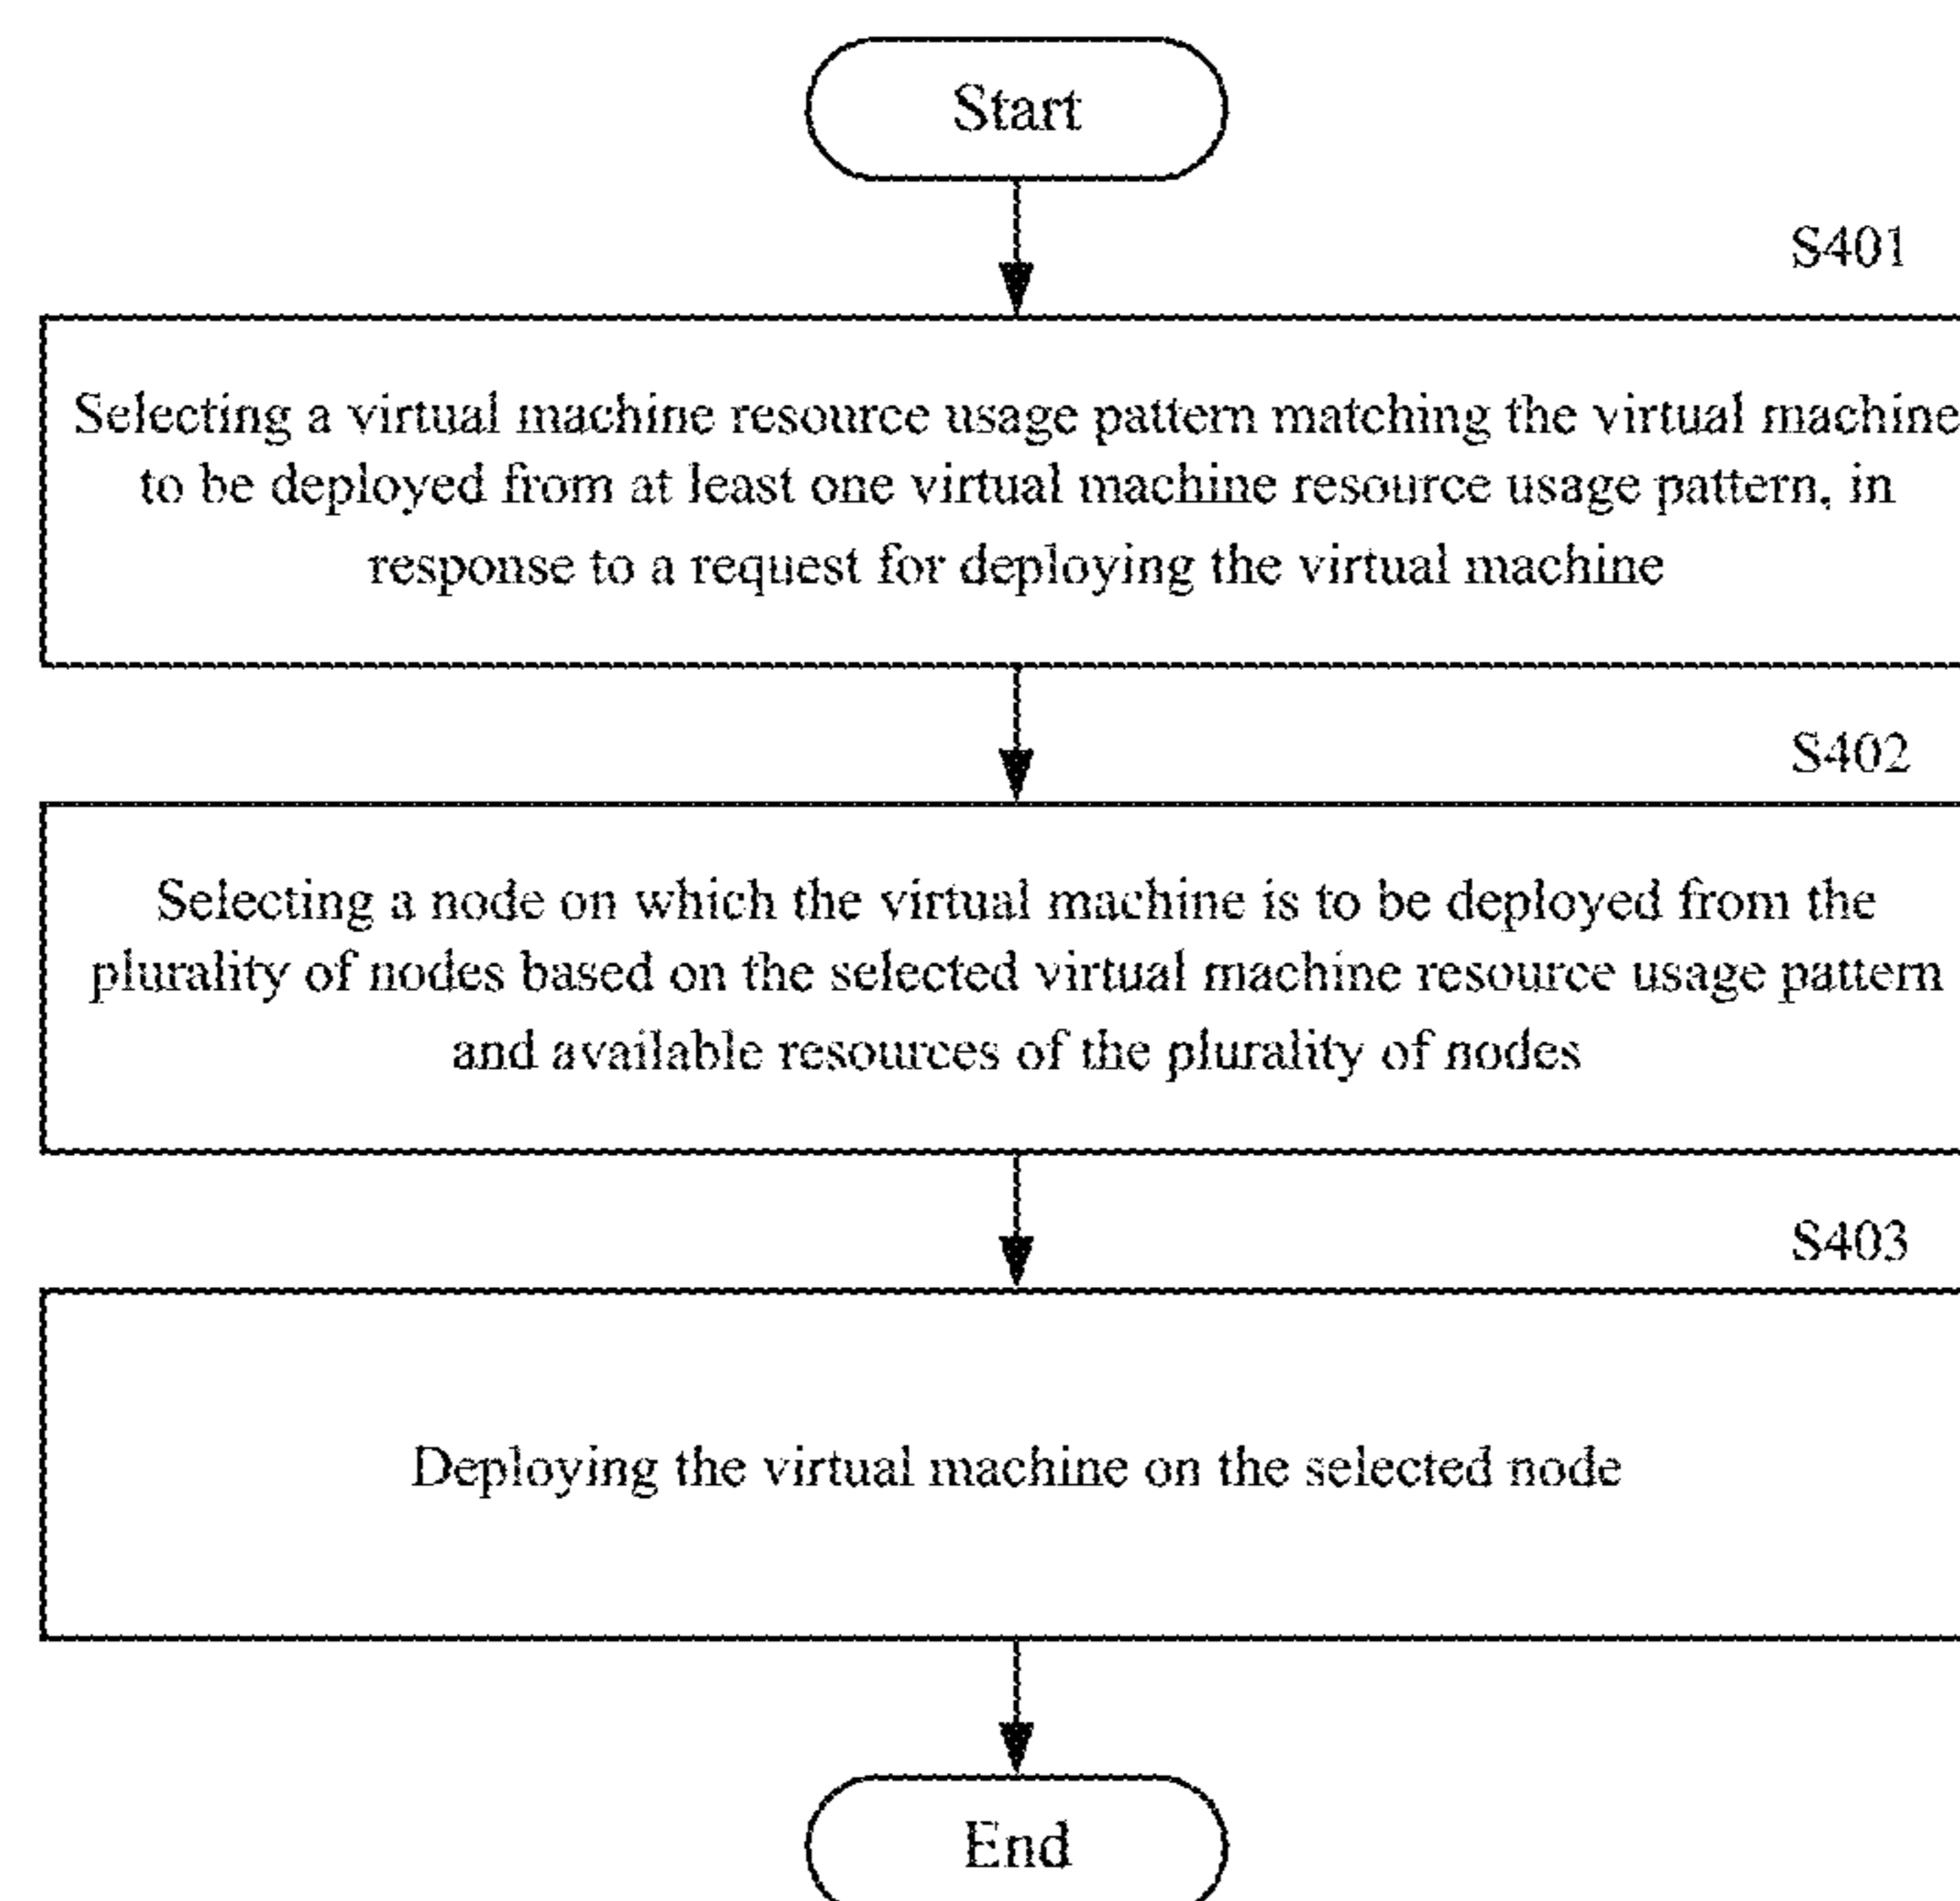 Start
S401
Selecting a virtual machine resource usage pattern matching the virtual machine
to be deployed from at least one virtual machine resource usage pattern, in
response to a request for deploying the virtual machine
S402
Selecting a node on which the virtual machine is to be deployed from the
plurality of nodes based on the selected virtual machine resource usage pattern
and available resources of the plurality of nodes
S403
Deploying the virtual machine on the selected node
End